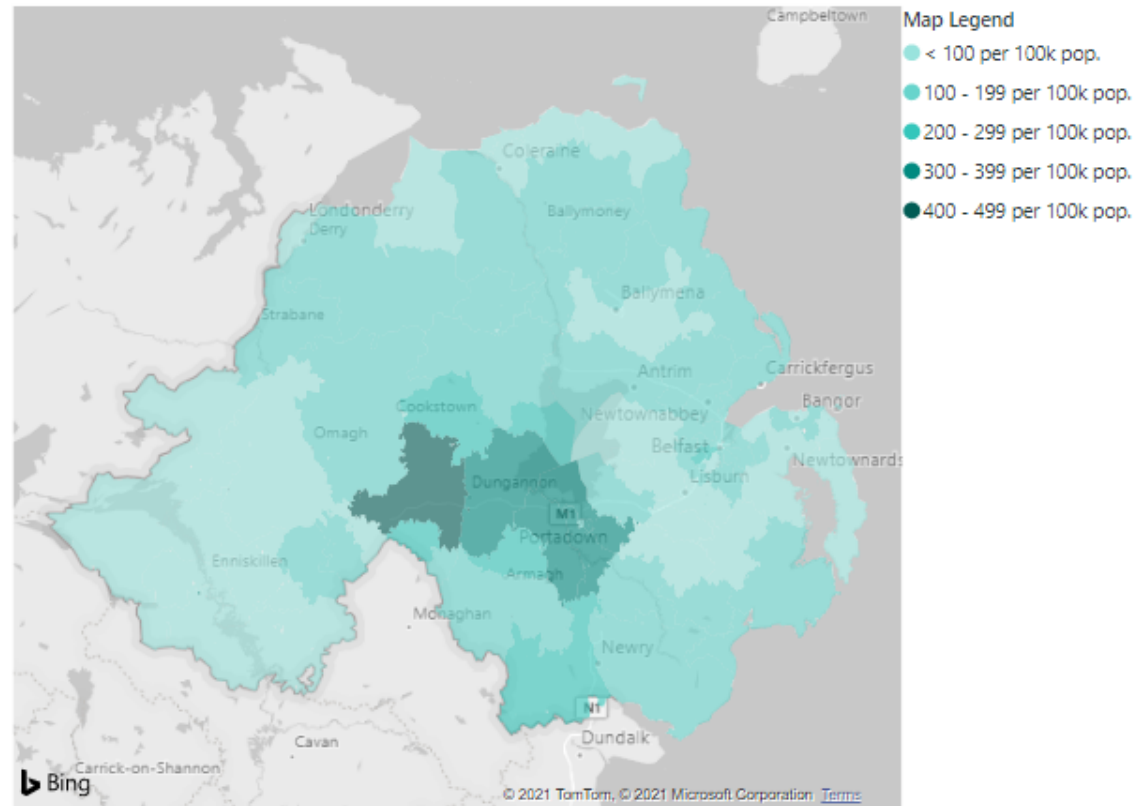 Campbeltown
Map Legend
< 100 per 100k pop.
100 - 199 per 100k pop.
200 - 299 per 100k pop.
300 - 399 per 100k pop.
400 - 499 per 100k pop.
Coleraine
Londonderry
Derry
Ballymoney
Strabane
Ballymena
Antrim
Carrickfergus
Cookstown
Newtownabbey
Bangor
Omagh
Belfast
Newtownards
Lisburn
Dungannon
M1
Portadown
Enniskillen
Armagh
Monaghan
Newry
N1
Dundalk
Cavan
Carrick-on-Shannon
Bing
© 2021 TomTom, © 2021 Microsoft Corporation Terms